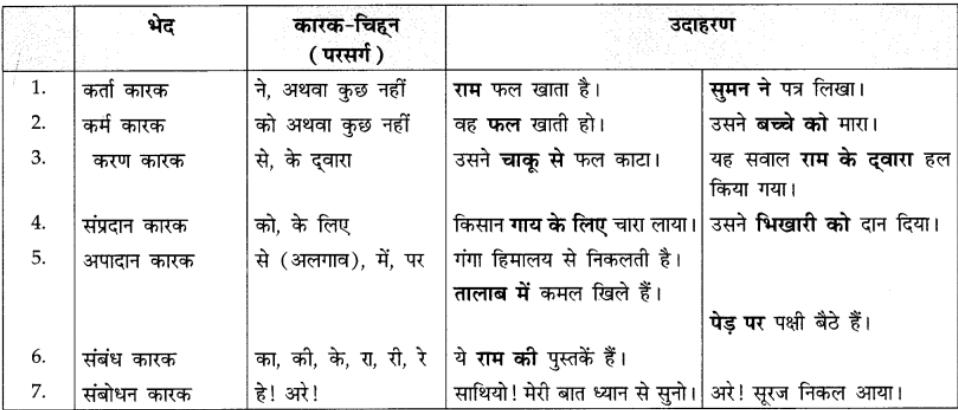 भेद कारक-चिह्न उदाहरण
( परसर्ग )
1. कर्ता कारक ने, अथवा कुछ नहीं राम फल खाता है। सुमन ने पत्र लिखा।
2. कर्म कारक को अथवा कुछ नहीं वह फल खाती हो। उसने बच्चे को मारा।
3. करण कारक से, के द्वारा उसने चाकू से फल काटा। यह सवाल राम के द्वारा हल
किया गया।
4. संप्रदान कारक को, के लिए किसान गाय के लिए चारा लाया। उसने भिखारी को दान दिया।
5. अपादान कारक से (अलगाव), में, पर गंगा हिमालय से निकलती है।
तालाब में कमल खिले हैं।
पेड़ पर पक्षी बैठे हैं।
6. संबंध कारक का, की, के, रा, री, रे ये राम की पुस्तकें हैं।
7. संबोधन कारक हे! अरे! साथियो! मेरी बात ध्यान से सुनो। अरे! सूरज निकल आया।